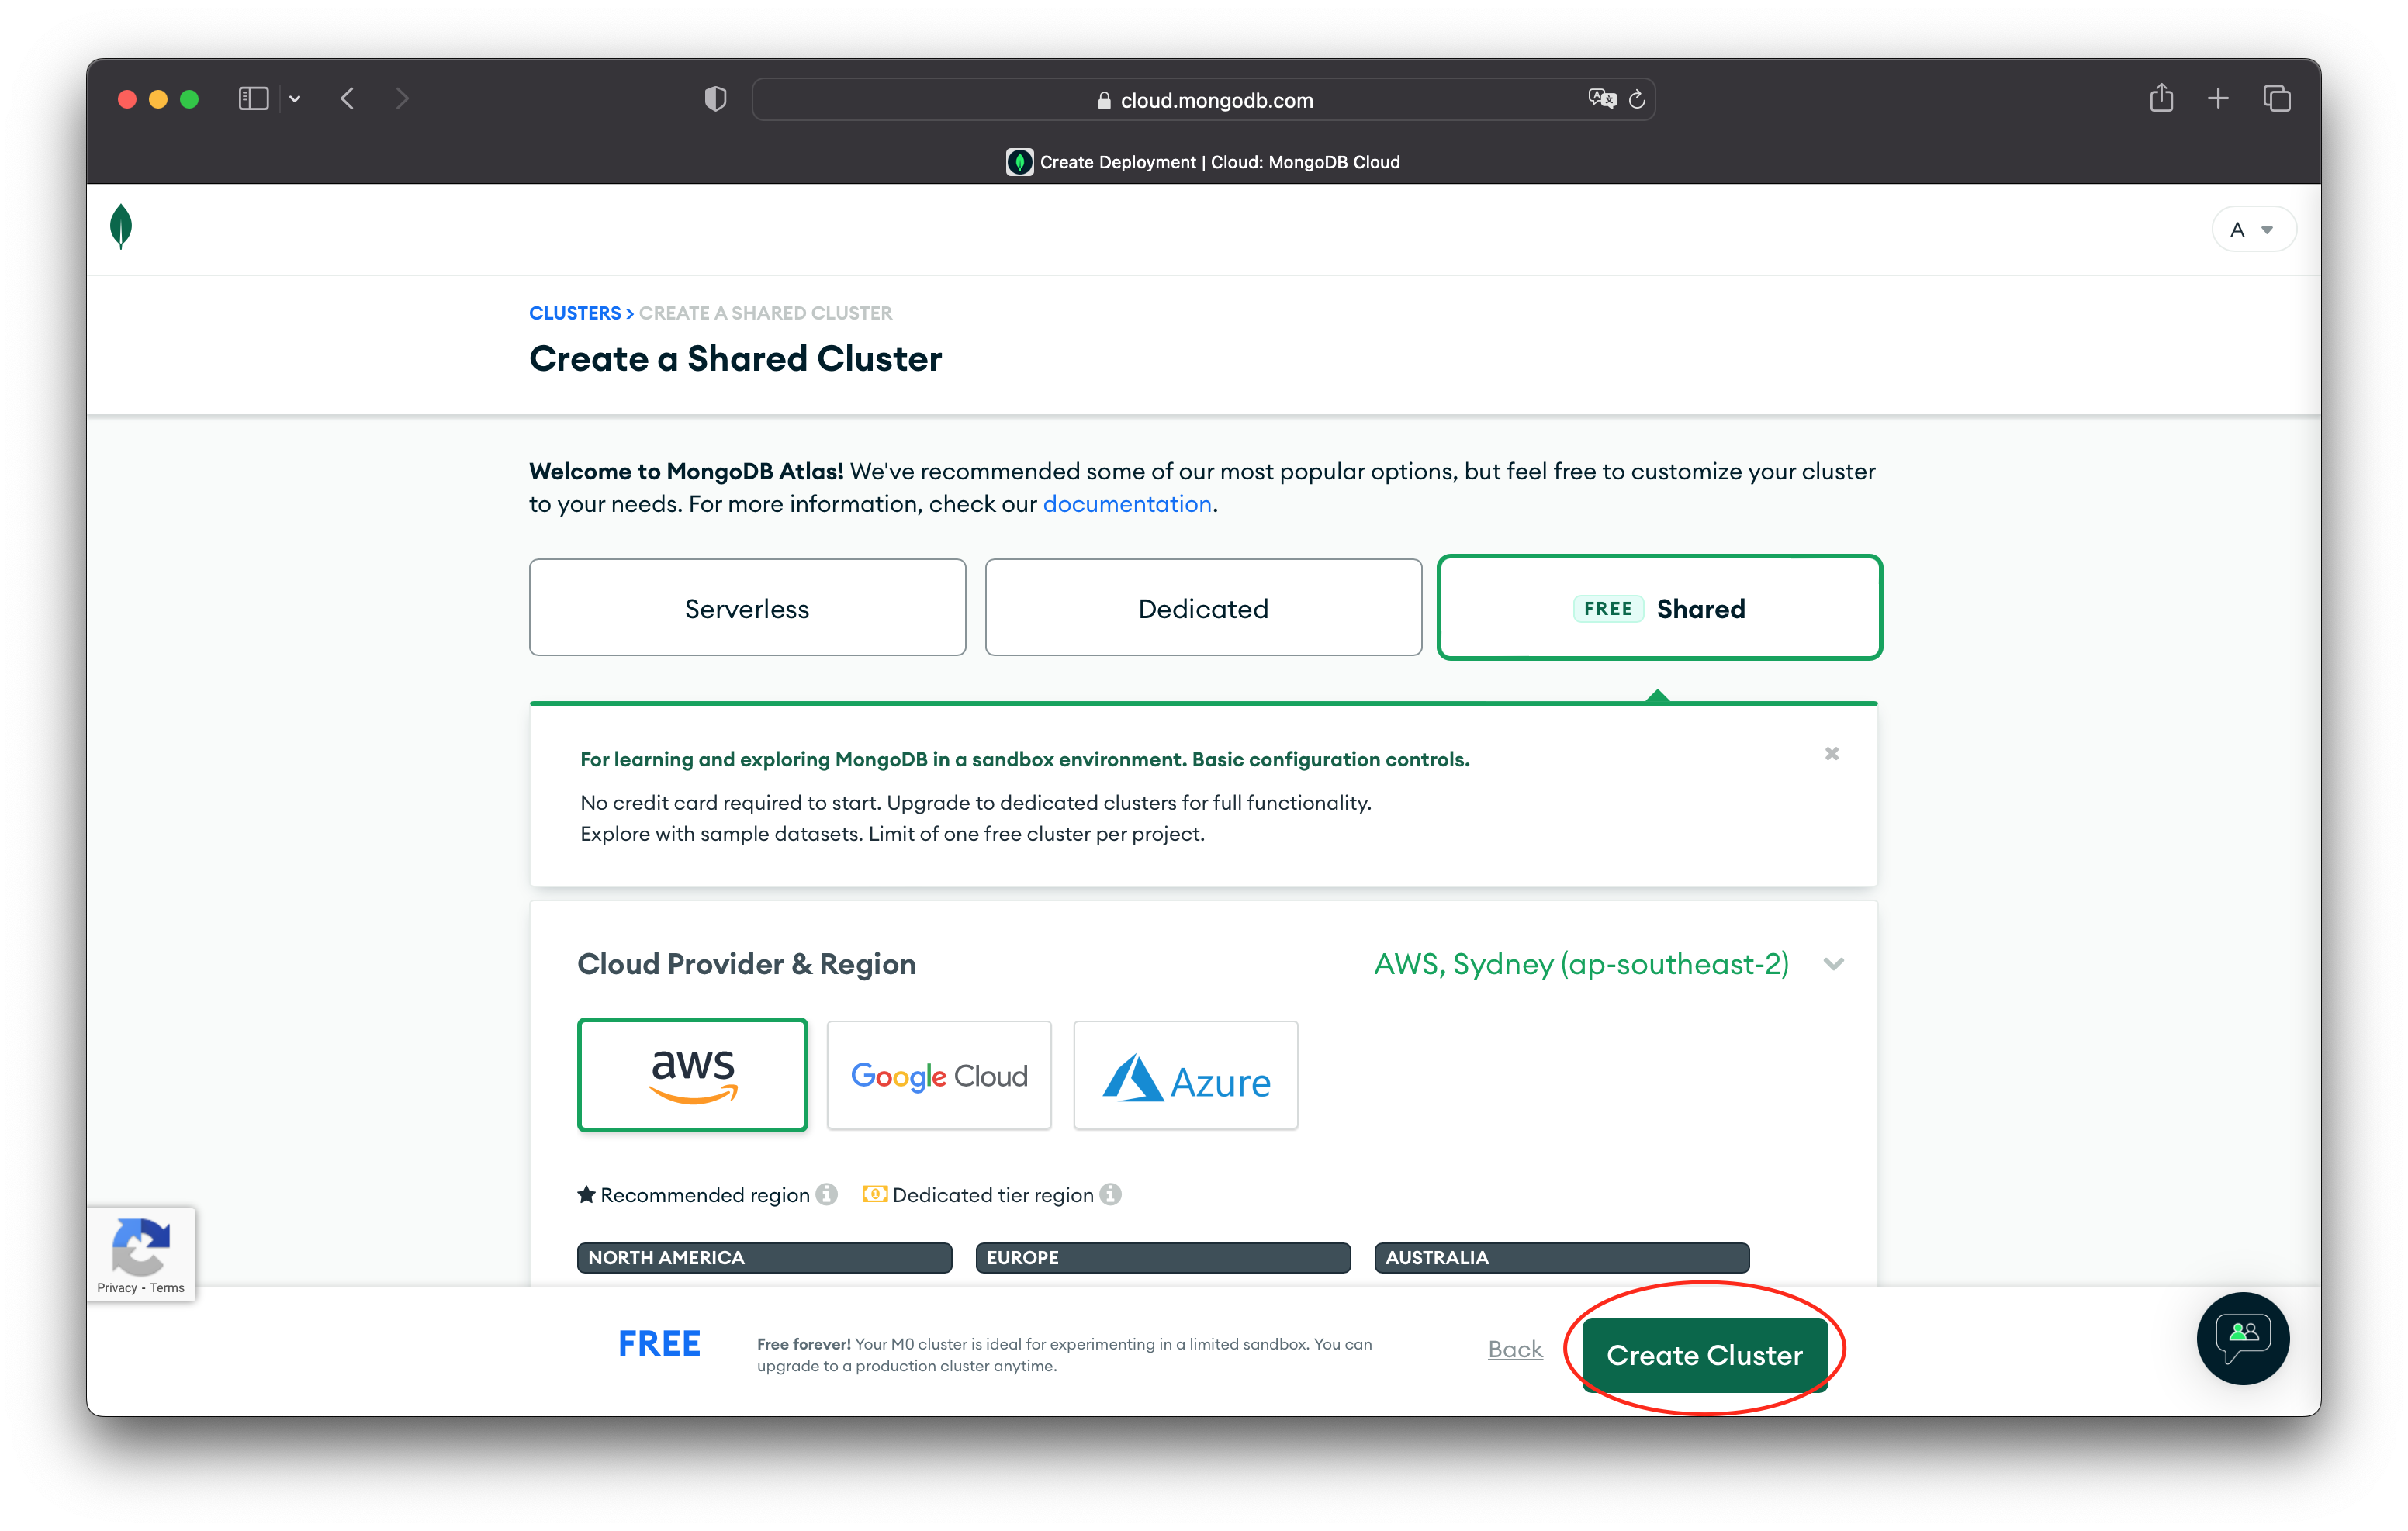 cloud.mongodb.com
Create Deployment | Cloud: MongoDB Cloud
A
CLUSTERS > CREATE A SHARED CLUSTER
Create a Shared Cluster
Welcome to MongoDB Atlas! We've recommended some of our most popular options, but feel free to customize your cluster
to your needs. For more information, check our documentation.
Serverless
Dedicated
FREE Shared
For learning and exploring MongoDB in a sandbox environment. Basic configuration controls.
No credit card required to start. Upgrade to dedicated clusters for full functionality.
Explore with sample datasets. Limit of one free cluster per project.
Cloud Provider & Region
AWS, Sydney (ap-southeast-2)
aws
Google Cloud
Azure
Recommended region
Dedicated tier region
NORTH AMERICA
EUROPE
AUSTRALIA
Privacy - Terms
FREE
Free forever! Your M0 cluster is ideal for experimenting in a limited sandbox. You can
upgrade to a production cluster anytime.
Back
Create Cluster